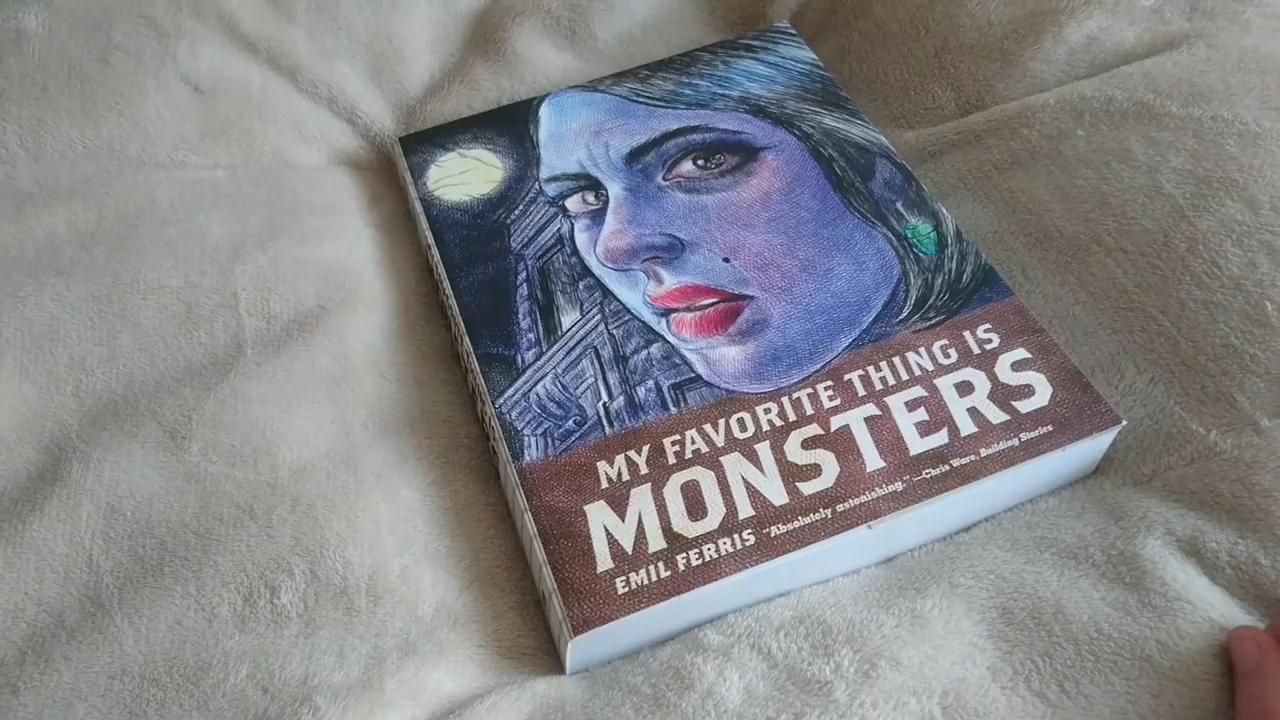 MY FAVORITE THING IS
MONSTERS
EMIL FERRIS "Absolutely astonishing."—Chris Ware, Building Stories